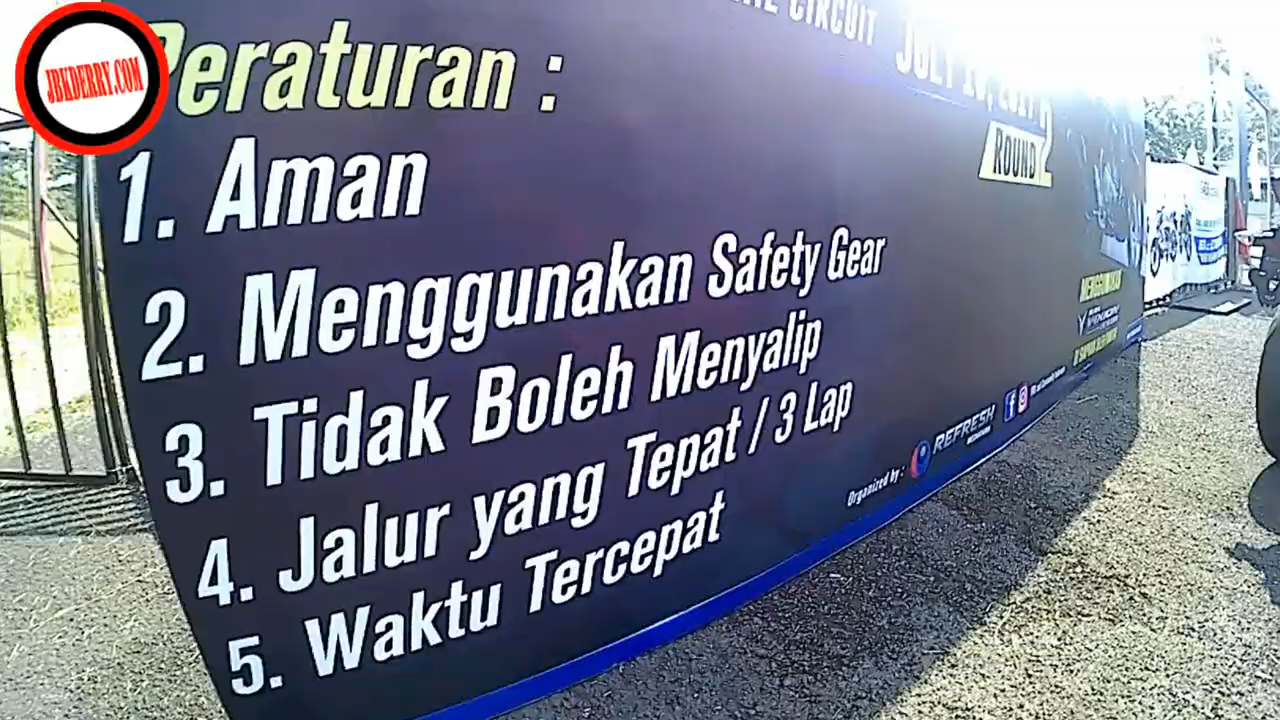 JBKDERRY.COM
Peraturan :
1. Aman
2. Menggunakan Safety Gear
3. Tidak Boleh Menyalip
4. Jalur yang Tepat / 3 Lap
5. Waktu Tercepat
CIRCUIT
ROUND 2
MENGGUNAKAN
Organized by :
REFRESH